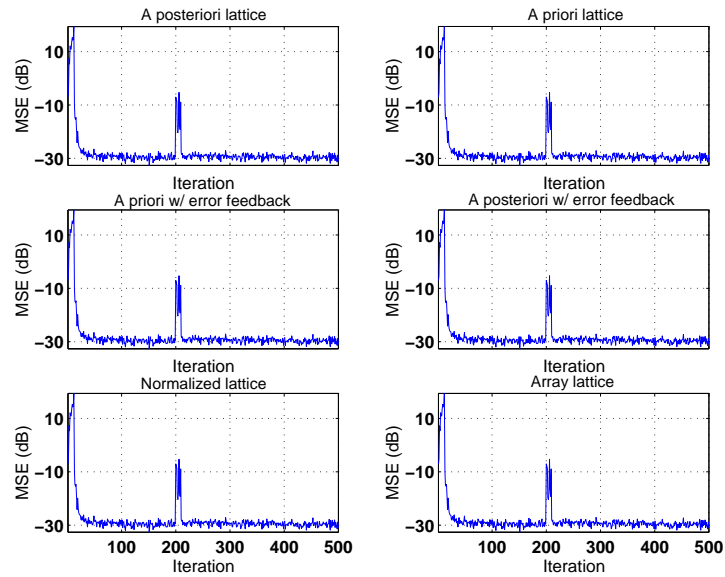 A posteriori lattice
A priori lattice
10
−10
−30
MSE (dB)
Iteration
10
−10
−30
MSE (dB)
Iteration
A priori w/ error feedback
A posteriori w/ error feedback
10
−10
−30
MSE (dB)
Iteration
10
−10
−30
MSE (dB)
Iteration
Normalized lattice
Array lattice
10
−10
−30
MSE (dB)
100 200 300 400 500
Iteration
10
−10
−30
MSE (dB)
100 200 300 400 500
Iteration